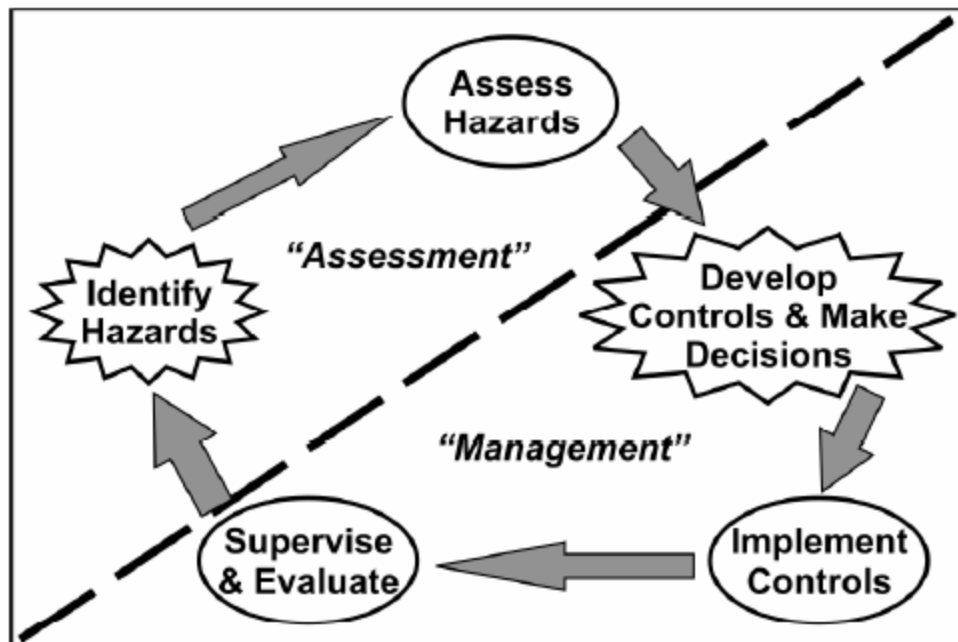 Assess
Hazards
"Assessment"
Identify
Hazards
Develop
Controls & Make
Decisions
"Management"
Supervise
& Evaluate
Implement
Controls